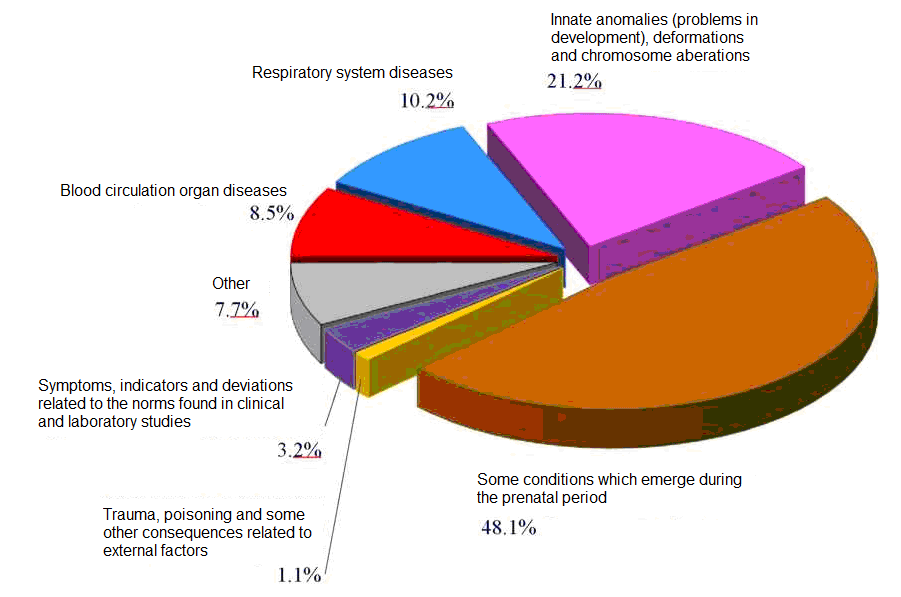 Innate anomalies (problems in
development), deformations
and chromosome aberations
21.2%
Respiratory system diseases
10.2%
Blood circulation organ diseases
8.5%
Other
7.7%
Symptoms, indicators and deviations
related to the norms found in clinical
and laboratory studies
3.2%
Some conditions which emerge during
the prenatal period
48.1%
Trauma, poisoning and some
other consequences related to
external factors
1.1%